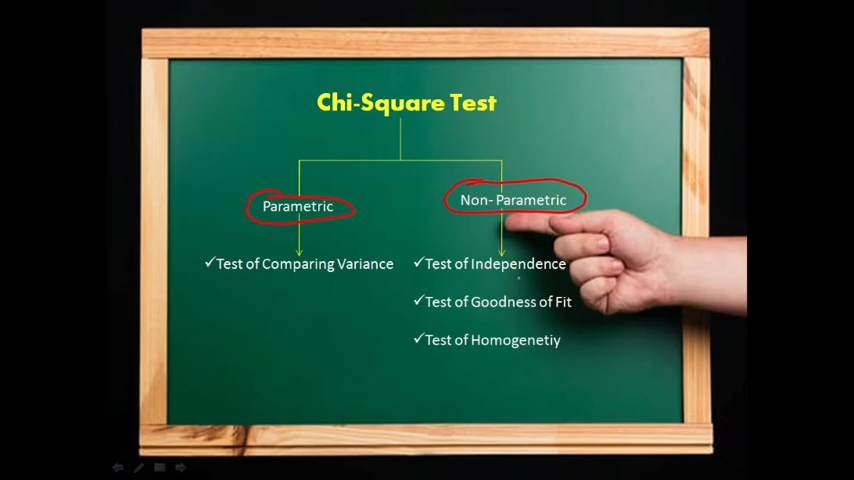 Chi-Square Test
Parametric
Non- Parametric
✓Test of Comparing Variance
✓Test of Independence
✓Test of Goodness of Fit
✓Test of Homogenetiy